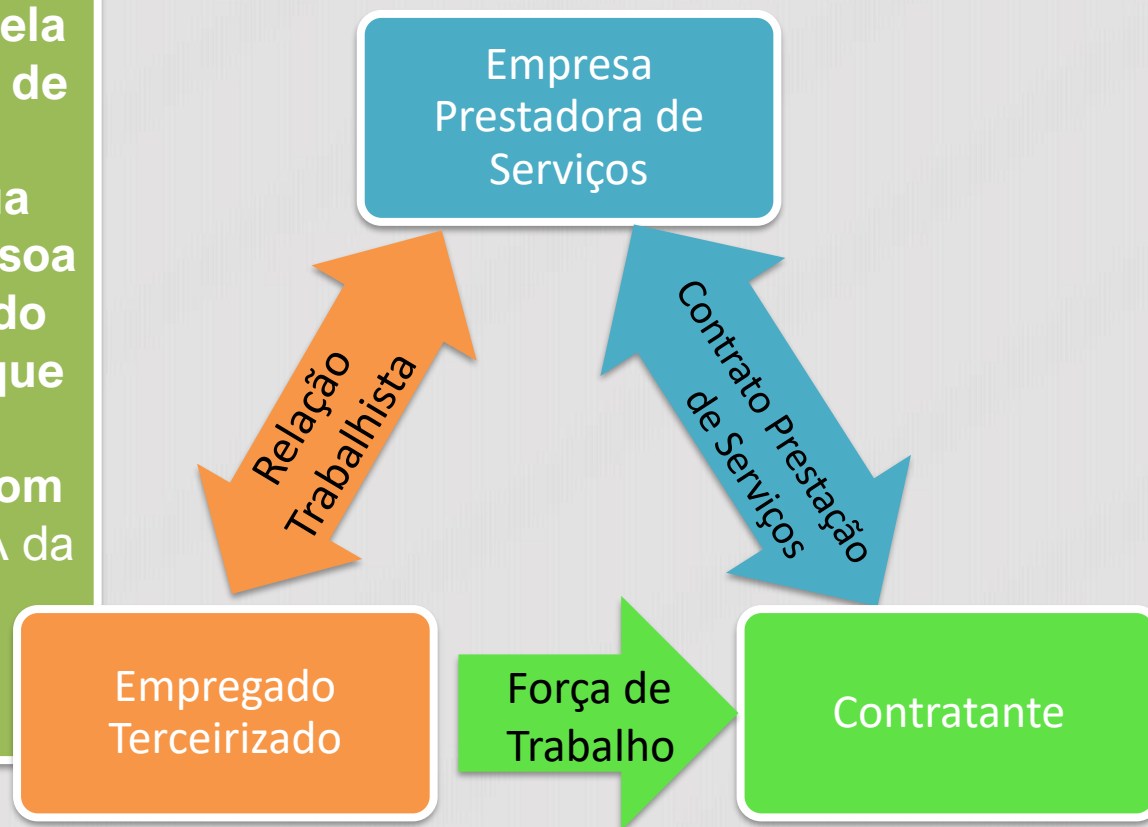 ela
de
soa
do
que
om
da
Empresa
Prestadora de
Serviços
Relação
Trabalhista
Contrato Prestação
de Serviços
Empregado
Terceirizado
Força de
Trabalho
Contratante